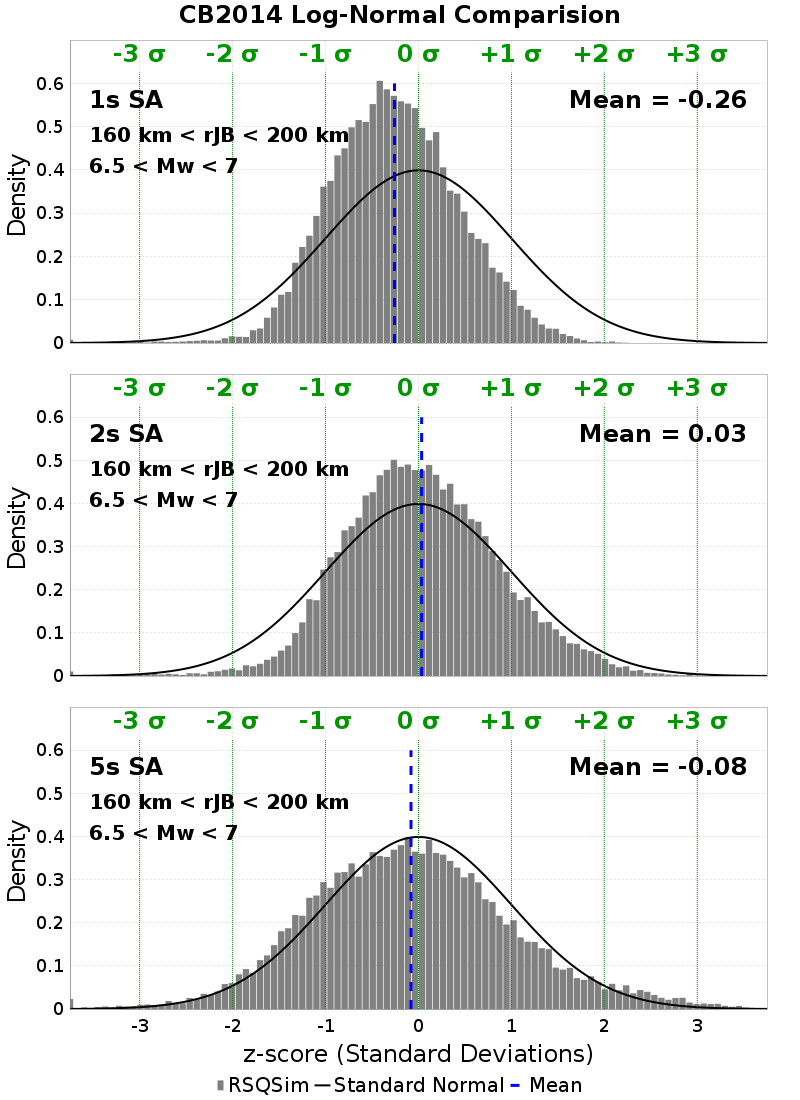 CB2014 Log-Normal Comparision
-3 σ -2 σ -1 σ 0 σ +1 σ +2 σ +3 σ
1s SA
Mean = -0.26
160 km < rJB < 200 km
6.5 < Mw < 7
Density
0.6
0.5
0.4
0.3
0.2
0.1
0
-3 σ -2 σ -1 σ 0 σ +1 σ +2 σ +3 σ
2s SA
Mean = 0.03
160 km < rJB < 200 km
6.5 < Mw < 7
Density
0.6
0.5
0.4
0.3
0.2
0.1
0
-3 σ -2 σ -1 σ 0 σ +1 σ +2 σ +3 σ
5s SA
Mean = -0.08
160 km < rJB < 200 km
6.5 < Mw < 7
Density
0.6
0.5
0.4
0.3
0.2
0.1
0
-3 -2 -1 0 1 2 3
z-score (Standard Deviations)
RSQSim Standard Normal Mean